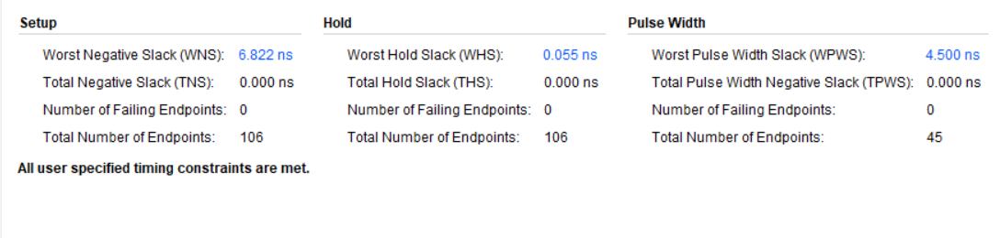 Setup Hold Pulse Width
Worst Negative Slack (WNS): 6.822 ns Worst Hold Slack (WHS): 0.055 ns Worst Pulse Width Slack (WPWS): 4.500 ns
Total Negative Slack (TNS): 0.000 ns Total Hold Slack (THS): 0.000 ns Total Pulse Width Negative Slack (TPWS): 0.000 ns
Number of Failing Endpoints: 0 Number of Failing Endpoints: 0 Number of Failing Endpoints: 0
Total Number of Endpoints: 106 Total Number of Endpoints: 106 Total Number of Endpoints: 45
All user specified timing constraints are met.